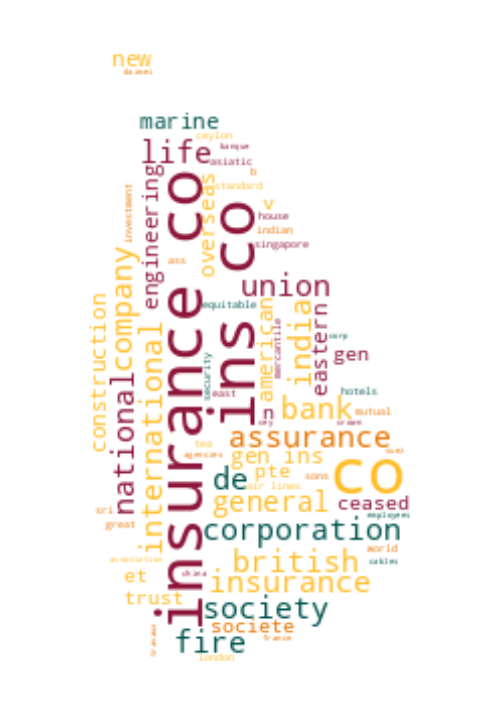 new
daimei
marine
ceylon
life
banque
asiatic
b
standard
engineering
investment
overseas
v
house
indian
singapore
ass
insurance co
ins co
union
company
construction
equitable
american
india
mercantile
eastern
corp
gen
international
national
security
east
hotels
cey
n
bank
mutual
crown
assurance
tea
agencies
gen ins
suez
de
pte
sons
co
air lines
general
ceased
employees
sri
great
corporation
world
association
british
cables
et
china
insurance
trust
society
societe
fire
france
london